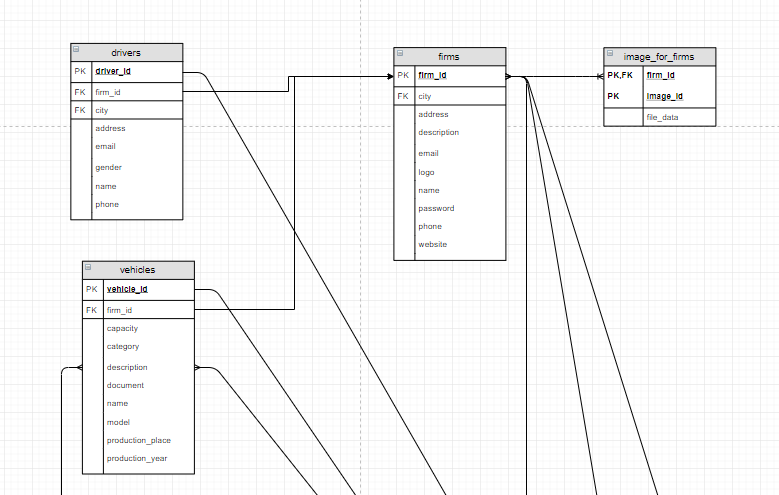 drivers
PK driver_id
FK firm_id
FK city
address
email
gender
name
phone
firms
PK firm_id
FK city
address
description
email
logo
name
password
phone
website
image_for_firms
PK,FK firm_id
PK image_id
file_data
vehicles
PK vehicle_id
FK firm_id
capacity
category
description
document
name
model
production_place
production_year